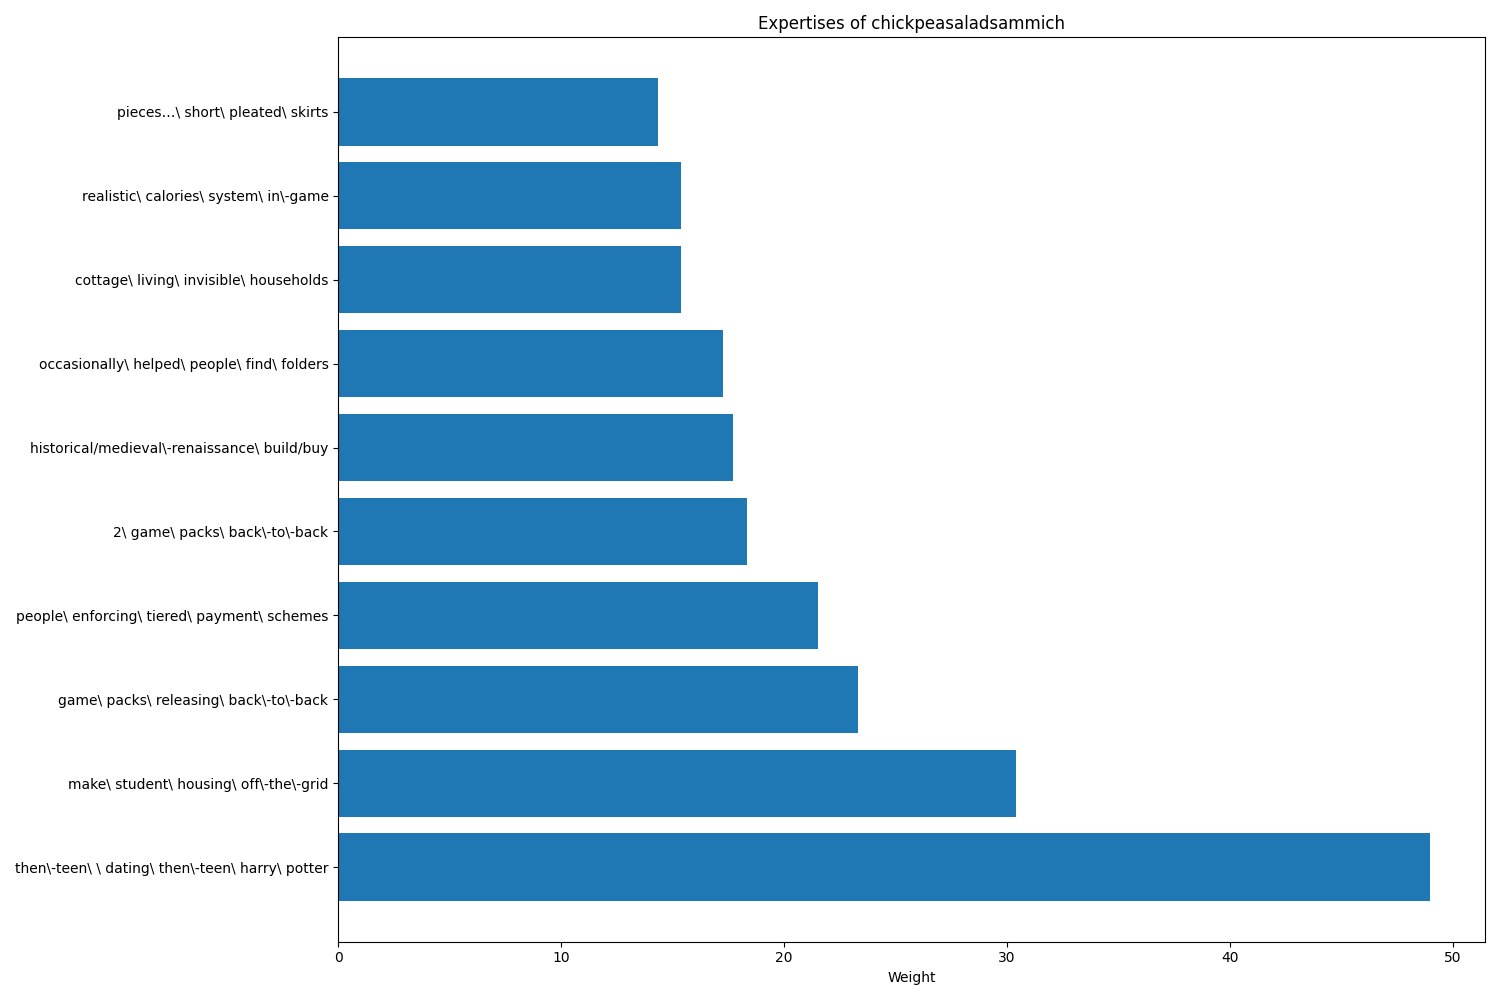 Expertises of chickpeasaladsammich
pieces...\ short\ pleated\ skirts
realistic\ calories\ system\ in\-game
cottage\ living\ invisible\ households
occasionally\ helped\ people\ find\ folders
historical/medieval\-renaissance\ build/buy
2\ game\ packs\ back\-to\-back
people\ enforcing\ tiered\ payment\ schemes
game\ packs\ releasing\ back\-to\-back
make\ student\ housing\ off\-the\-grid
then\-teen\ \ dating\ then\-teen\ harry\ potter
0 10 20 30 40 50
Weight